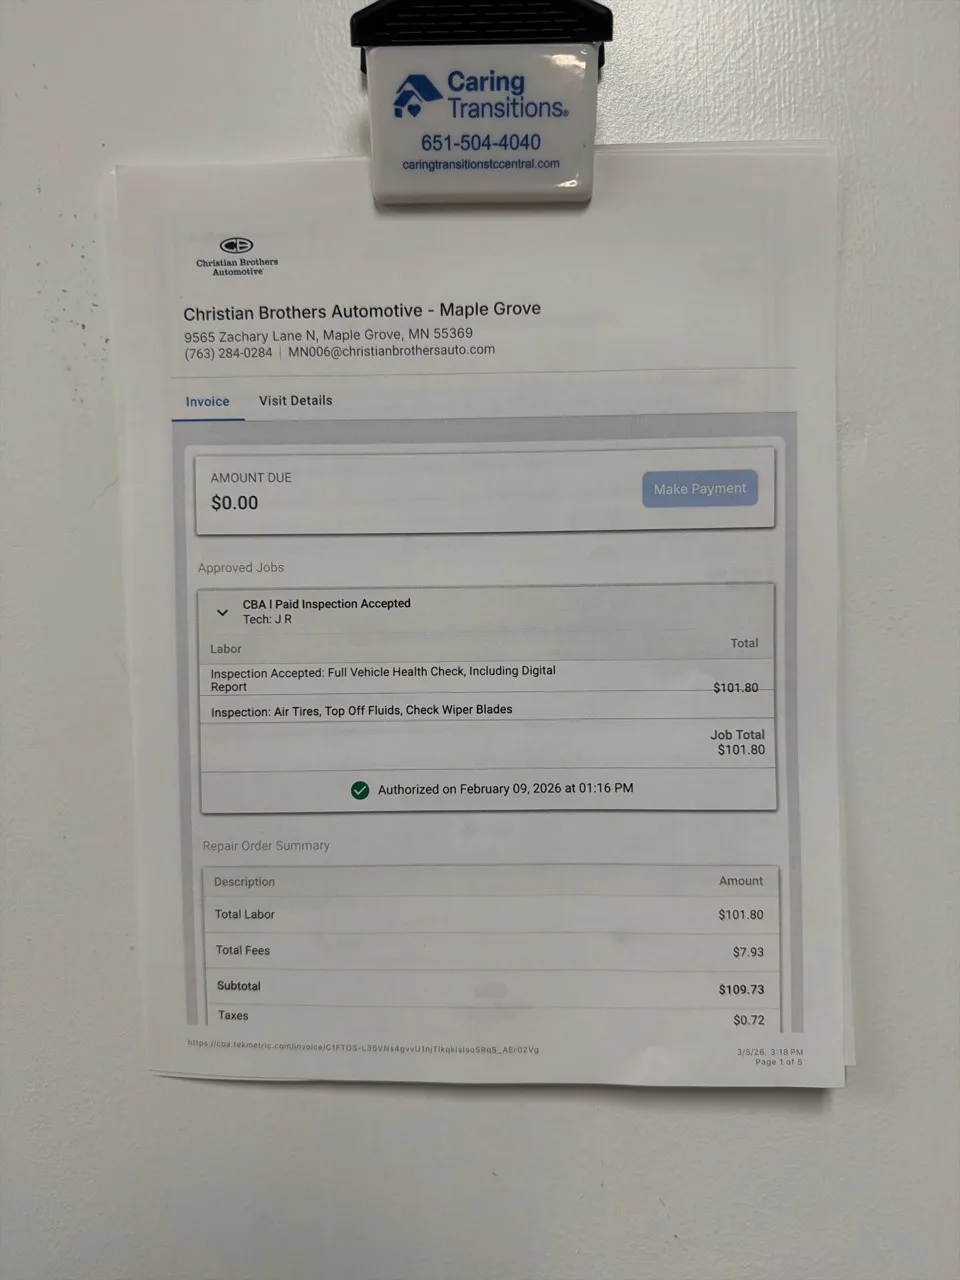 Caring
Transitions®
651-504-4040
caringtransitionstccentral.com
CB
Christian Brothers
Automotive
Christian Brothers Automotive - Maple Grove
9565 Zachary Lane N, Maple Grove, MN 55369
(763) 284-0284 | MN006@christianbrothersauto.com
Invoice Visit Details
AMOUNT DUE
$0.00
Make Payment
Approved Jobs
CBA | Paid Inspection Accepted
Tech: J R
Labor Total
Inspection Accepted: Full Vehicle Health Check, Including Digital
Report $101.80
Inspection: Air Tires, Top Off Fluids, Check Wiper Blades
Job Total
$101.80
Authorized on February 09, 2026 at 01:16 PM
Repair Order Summary
Description Amount
Total Labor $101.80
Total Fees $7.93
Subtotal $109.73
Taxes $0.72
3/5/26, 3:18 PM
Page 1 of 5